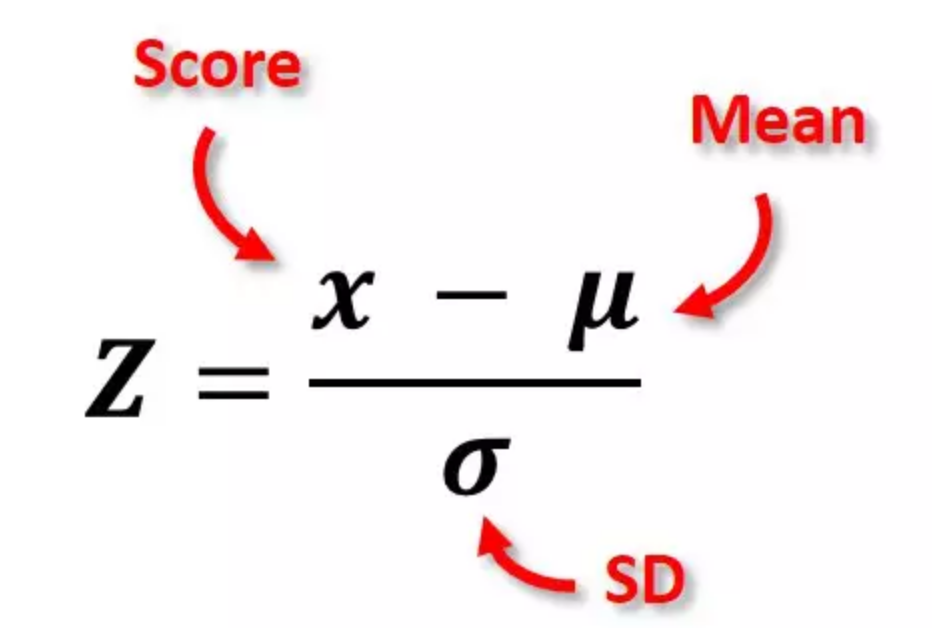 Score
Mean
Z = x − μ
σ
SD